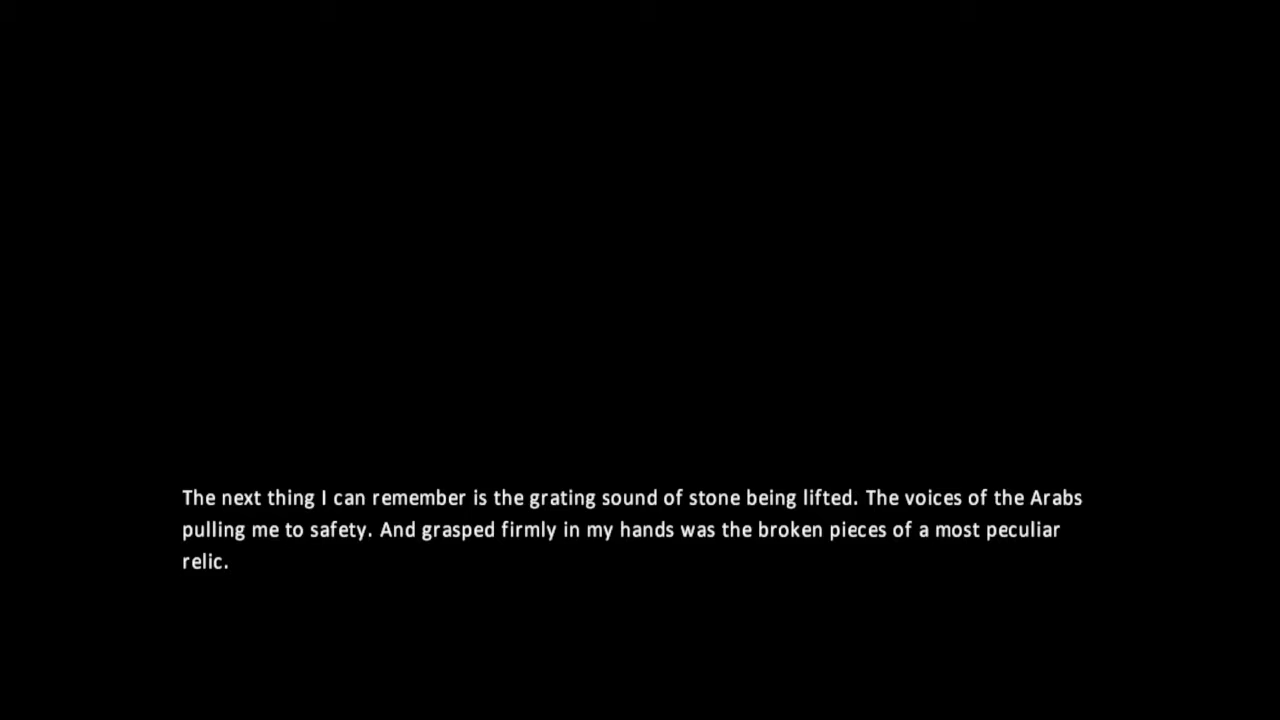 The next thing I can remember is the grating sound of stone being lifted. The voices of the Arabs
pulling me to safety. And grasped firmly in my hands was the broken pieces of a most peculiar
relic.